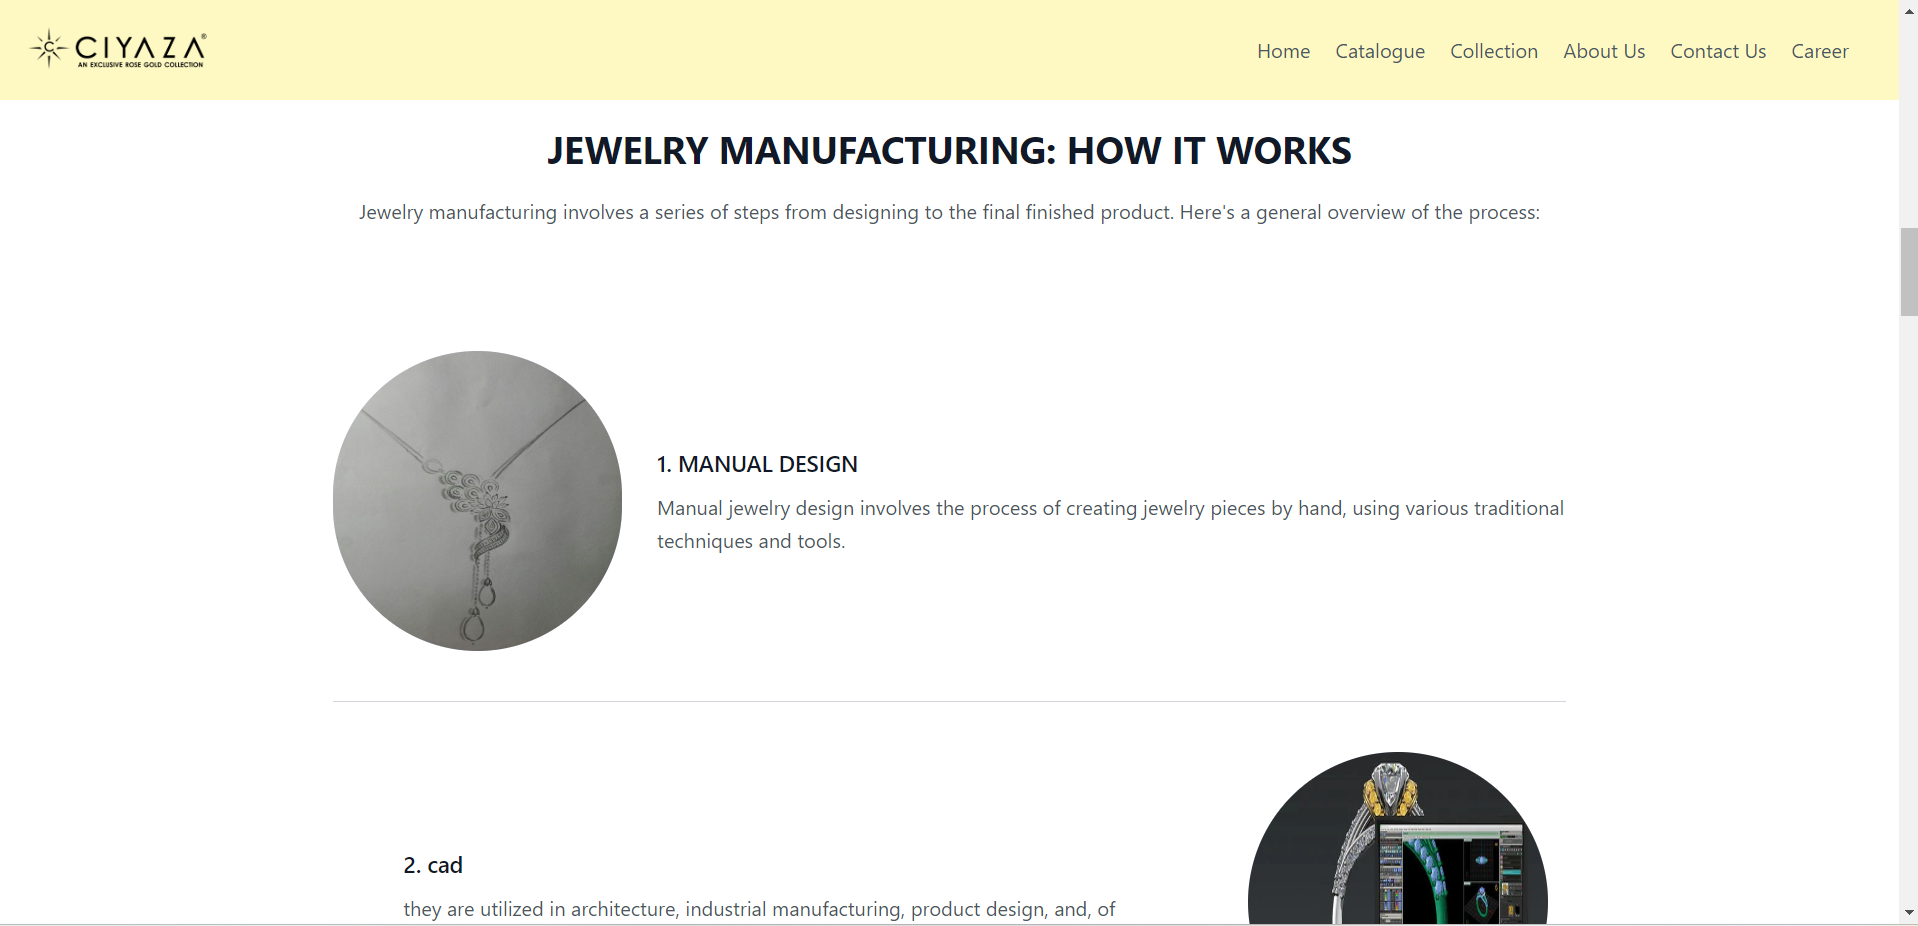 CIYAZA®
AN EXCLUSIVE ROSE GOLD COLLECTION
Home Catalogue Collection About Us Contact Us Career
JEWELRY MANUFACTURING: HOW IT WORKS
Jewelry manufacturing involves a series of steps from designing to the final finished product. Here's a general overview of the process:
1. MANUAL DESIGN
Manual jewelry design involves the process of creating jewelry pieces by hand, using various traditional
techniques and tools.
2. cad
they are utilized in architecture, industrial manufacturing, product design, and, of